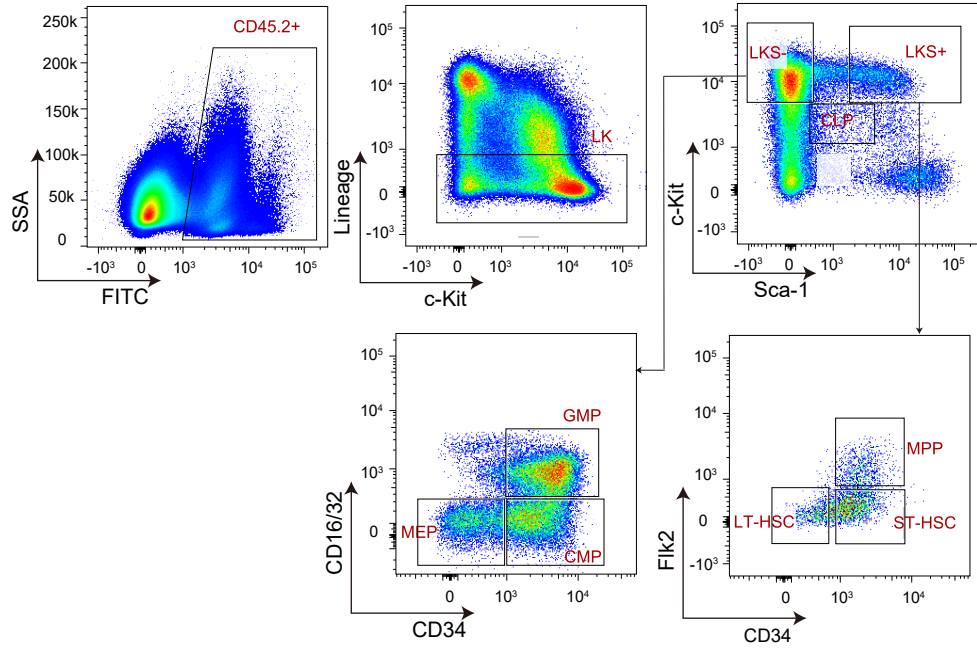 250k
200k
150k
100k
50k
0
SSA
CD45.2+
-10³ 0 10³ 10⁴ 10⁵
FITC
10⁵
10⁴
10³
0
-10³
Lineage
LK
-10³ 0 10³ 10⁴ 10⁵
c-Kit
10⁵
10⁴
10³
0
-10³
c-Kit
LKS-
LKS+
CLP
-10³ 0 10³ 10⁴ 10⁵
Sca-1
10⁵
10⁴
10³
0
CD16/32
GMP
MEP
CMP
0 10³ 10⁴
CD34
10⁵
10⁴
10³
0
-10³
Flk2
MPP
LT-HSC
ST-HSC
0 10³ 10⁴
CD34